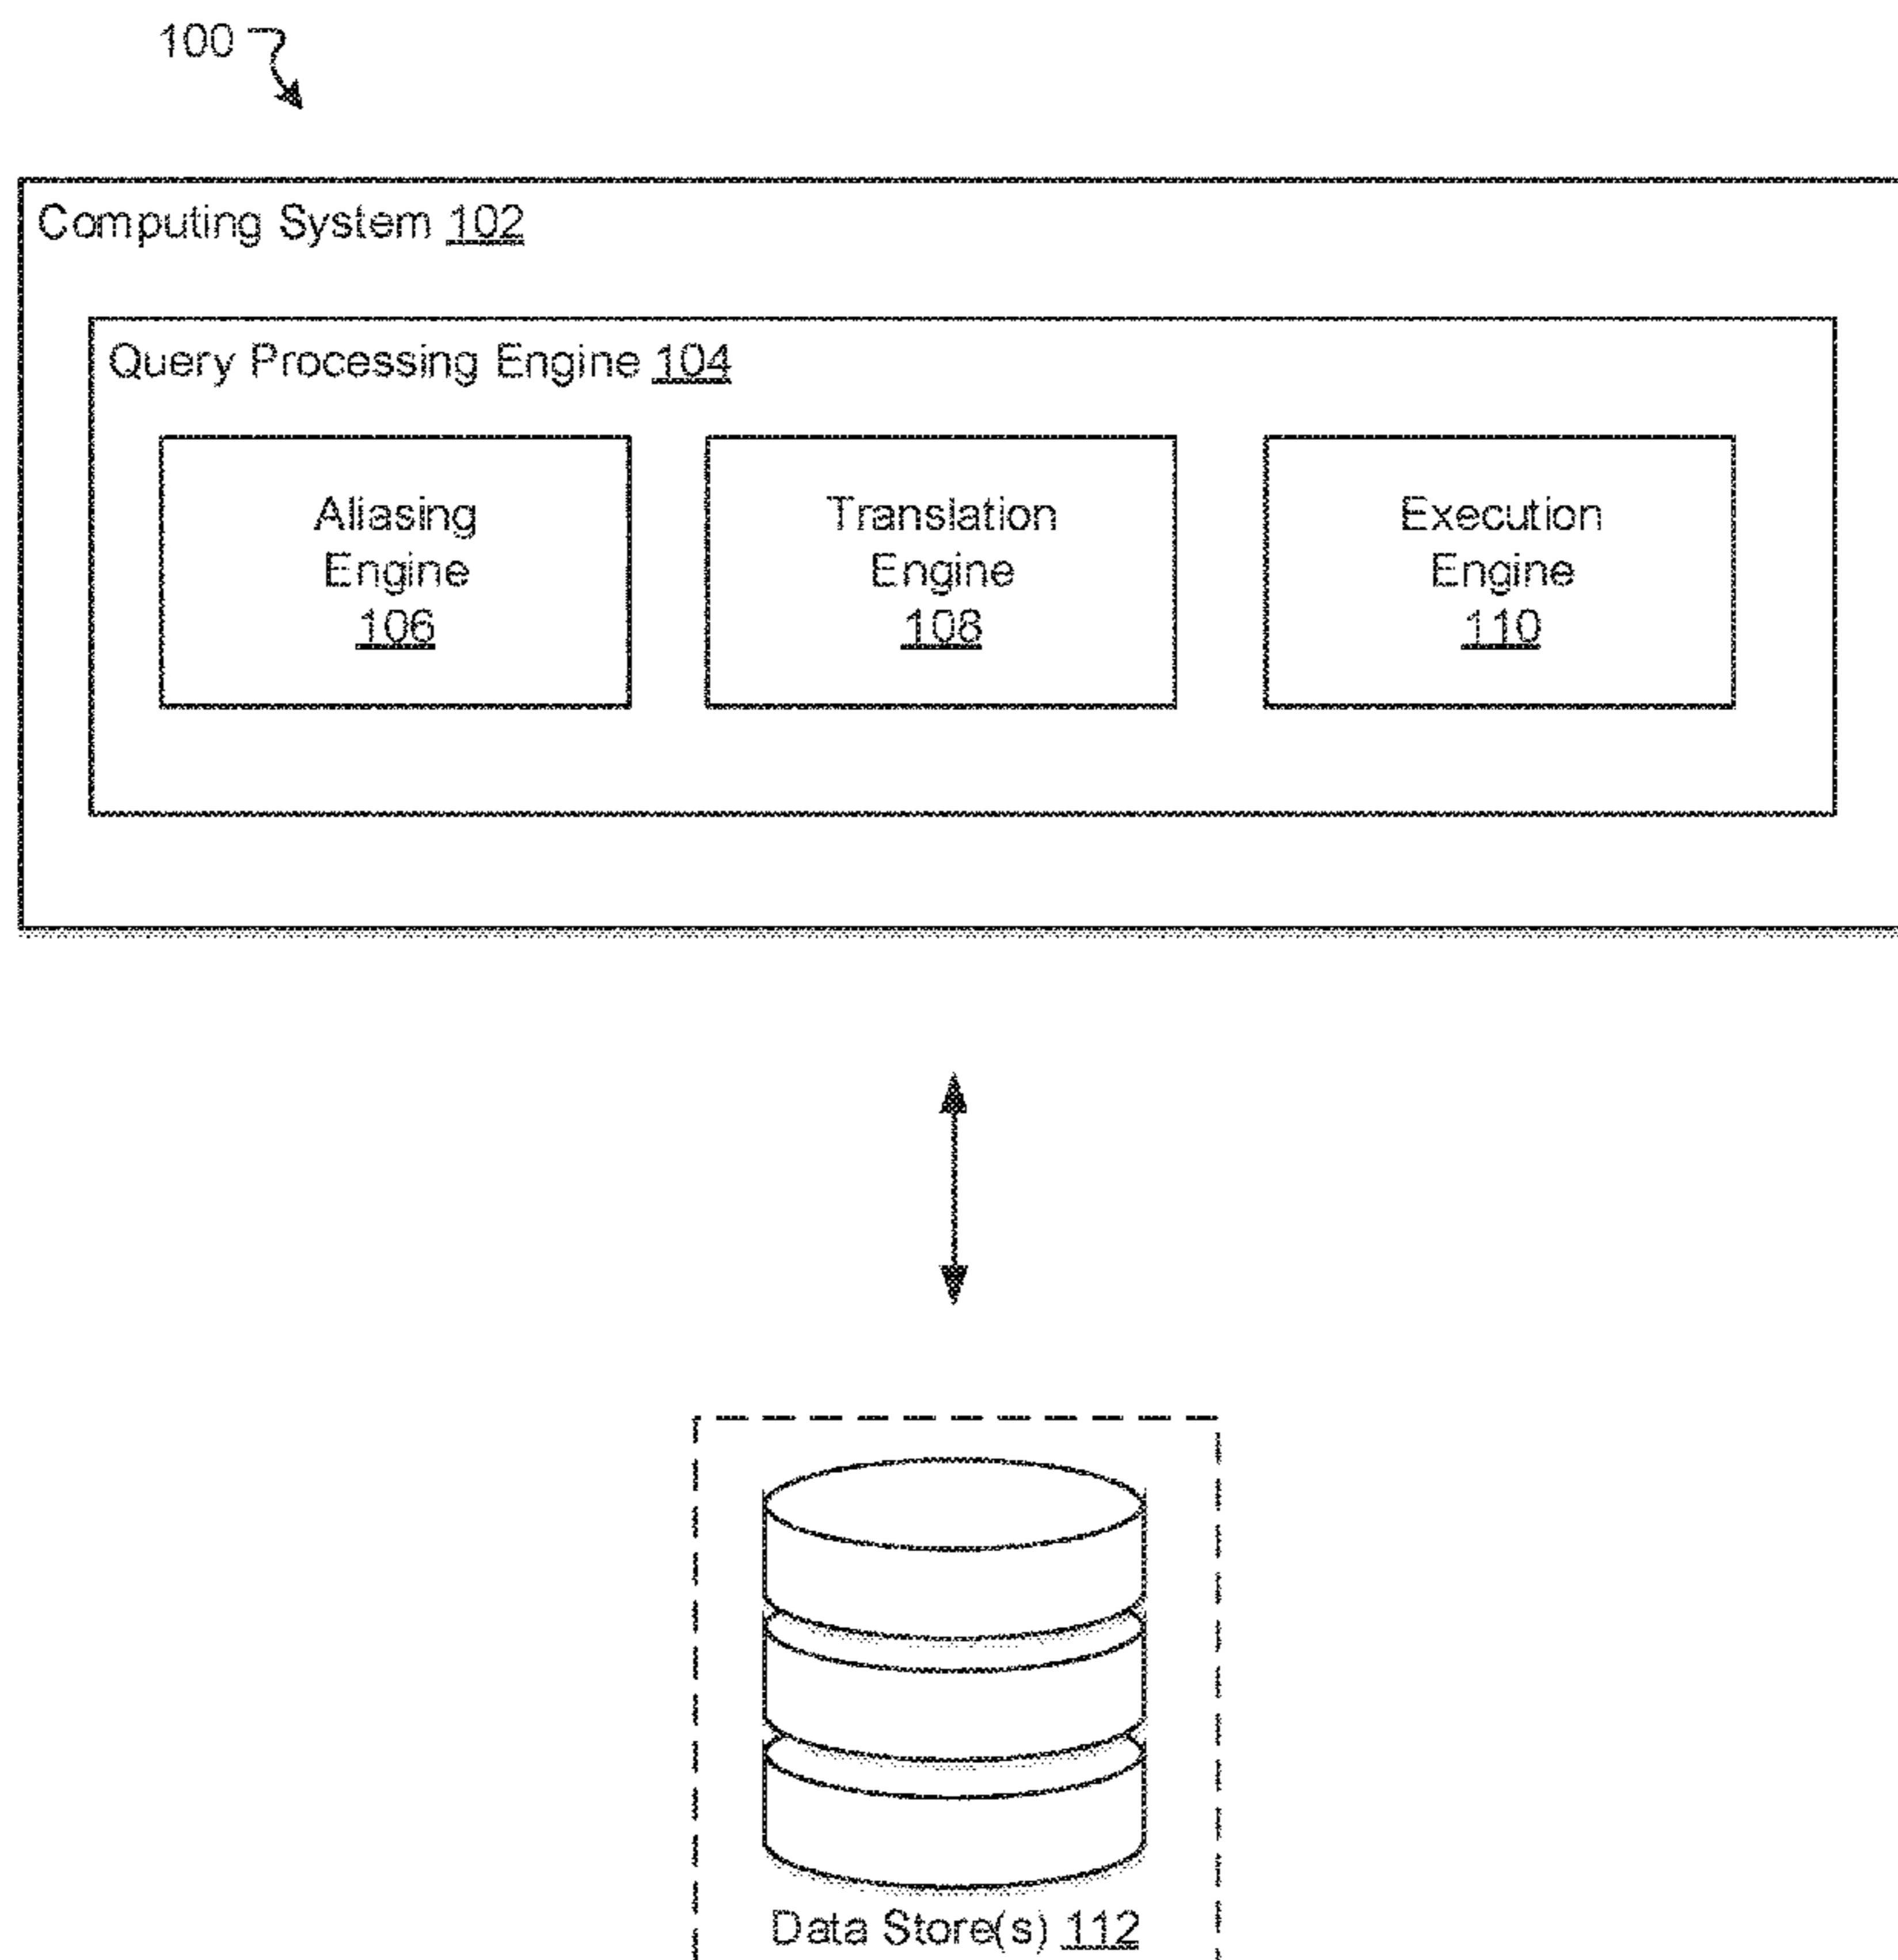 100
Computing System 102
Query Processing Engine 104
Aliasing
Engine
106
Translation
Engine
108
Execution
Engine
110
Data Store(s) 112